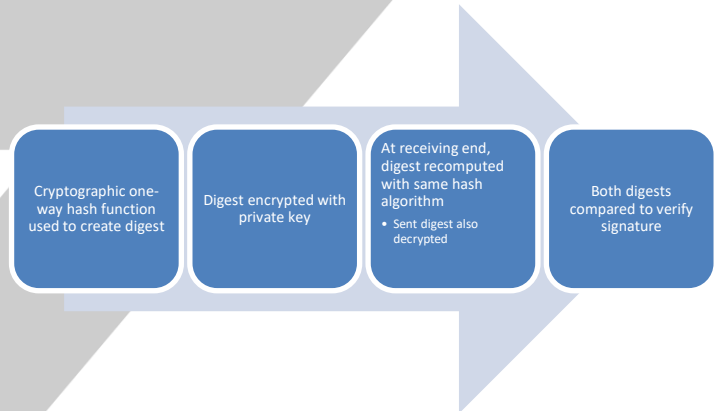 Cryptographic one-
way hash function
used to create digest
Digest encrypted with
private key
At receiving end,
digest recomputed
with same hash
algorithm
• Sent digest also
decrypted
Both digests
compared to verify
signature